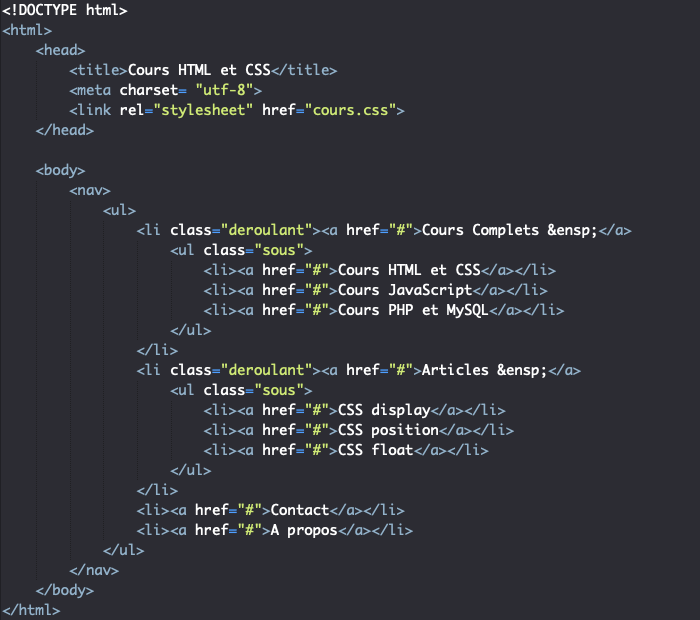 <!DOCTYPE html>
<html>
    <head>
        <title>Cours HTML et CSS</title>
        <meta charset= "utf-8">
        <link rel="stylesheet" href="cours.css">
    </head>

    <body>
        <nav>
            <ul>
                <li class="deroulant"><a href="#">Cours Complets &ensp;</a>
                    <ul class="sous">
                        <li><a href="#">Cours HTML et CSS</a></li>
                        <li><a href="#">Cours JavaScript</a></li>
                        <li><a href="#">Cours PHP et MySQL</a></li>
                    </ul>
                </li>
                <li class="deroulant"><a href="#">Articles &ensp;</a>
                    <ul class="sous">
                        <li><a href="#">CSS display</a></li>
                        <li><a href="#">CSS position</a></li>
                        <li><a href="#">CSS float</a></li>
                    </ul>
                </li>
                <li><a href="#">Contact</a></li>
                <li><a href="#">A propos</a></li>
            </ul>
        </nav>
    </body>
</html>